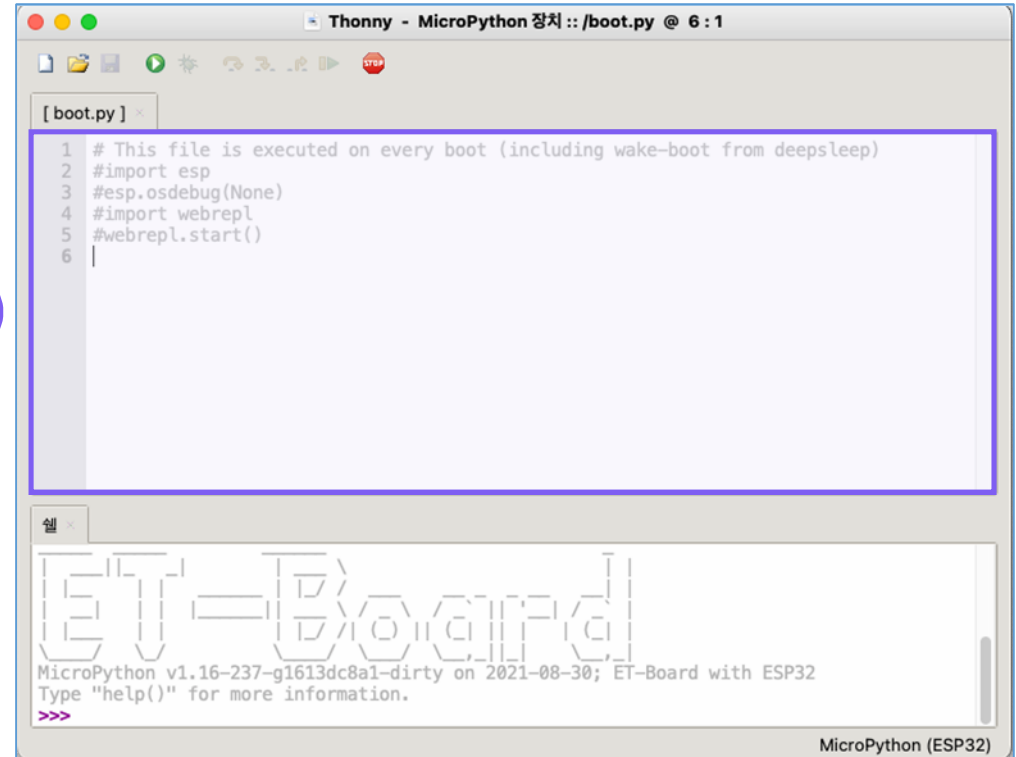 Thonny - MicroPython 장치 :: /boot.py @ 6 : 1
STOP
[ boot.py ] ×
1 # This file is executed on every boot (including wake-boot from deepsleep)
2 #import esp
3 #esp.osdebug(None)
4 #import webrepl
5 #webrepl.start()
6
쉘 ×
ET-Board
MicroPython v1.16-237-g1613dc8a1-dirty on 2021-08-30; ET-Board with ESP32
Type "help()" for more information.
>>>
MicroPython (ESP32)